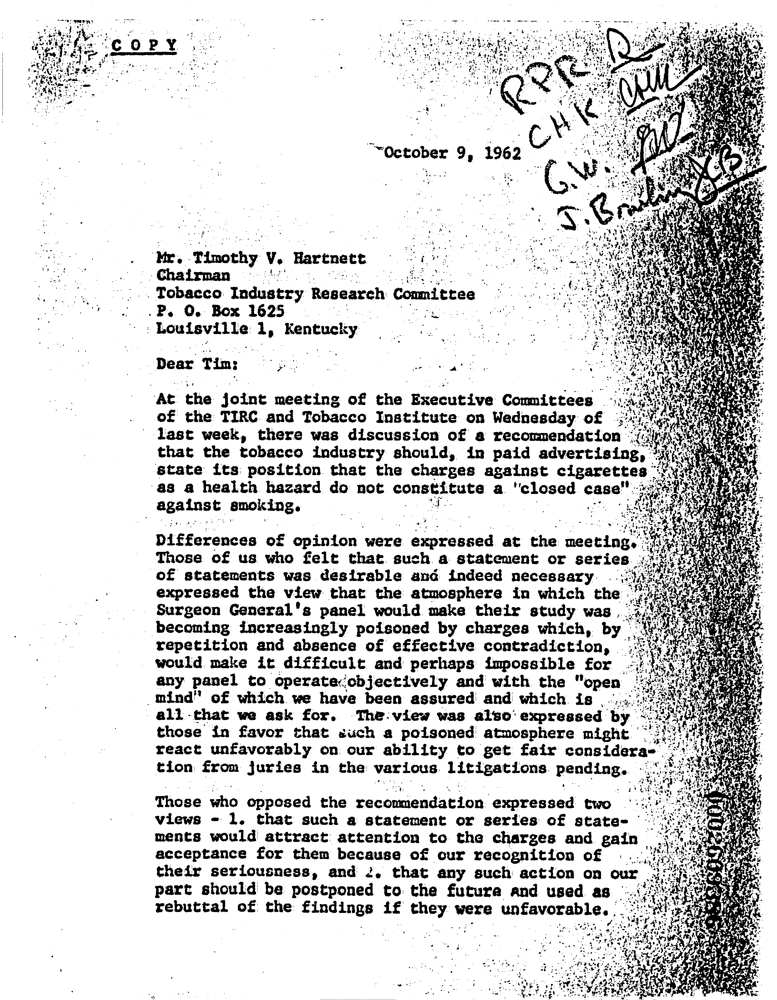 COPY
RPR
CHK
G.W.
October 9, 1962
Mr. Timothy V. Hartnett
Chairman
Tobacco Industry Research Committee
P. O. Box 1625
Louisville 1, Kentucky
Dear Tim:
At the joint meeting of the Executive Committees
of the TIRC and Tobacco Institute on Wednesday of
last week, there was discussion of a recommendation
that the tobacco industry should, in paid advertising,
state its position that the charges against cigarettes
as a health hazard do not constitute a "closed case"
against smoking.
Differences of opinion were expressed at the meeting.
Those of us who felt that such a statement or series
of statements was desirable and indeed necessary
expressed the view that the atmosphere in which the
Surgeon General's panel would make their study was
becoming increasingly poisoned by charges which, by
repetition and absence of effective contradiction,
would make it difficult and perhaps impossible for
any panel to operate objectively and with the "open
mind" of which we have been assured and which is
all that we ask for. The view was also expressed by
those in favor that such a poisoned atmosphere might
react unfavorably on our ability to get fair considera-
tion from juries in the various litigations pending.
Those who opposed the recommendation expressed two
views - 1. that such a statement or series of state-
ments would attract attention to the charges and gain
acceptance for them because of our recognition of
their seriousness, and 2. that any such action on our
part should be postponed to the future and used as
rebuttal of the findings if they were unfavorable.